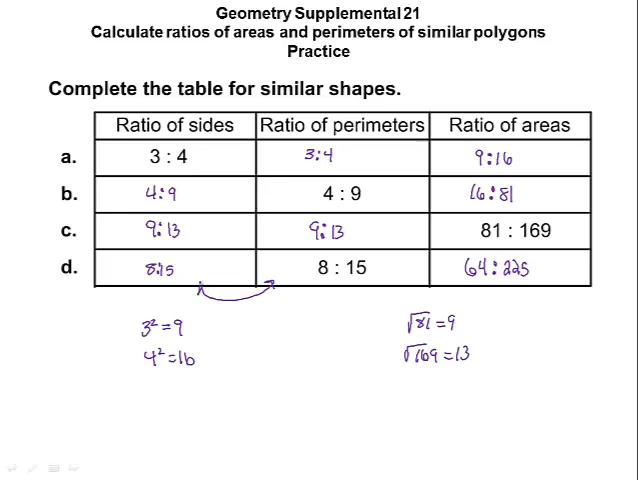 Geometry Supplemental 21
Calculate ratios of areas and perimeters of similar polygons
Practice
Complete the table for similar shapes.
Ratio of sides Ratio of perimeters Ratio of areas
a. 3 : 4 3:4 9:16
b. 4:9 4 : 9 16:81
c. 9:13 9:13 81 : 169
d. 8:15 8 : 15 64:225
3²=9 √81=9
4²=16 √169=13